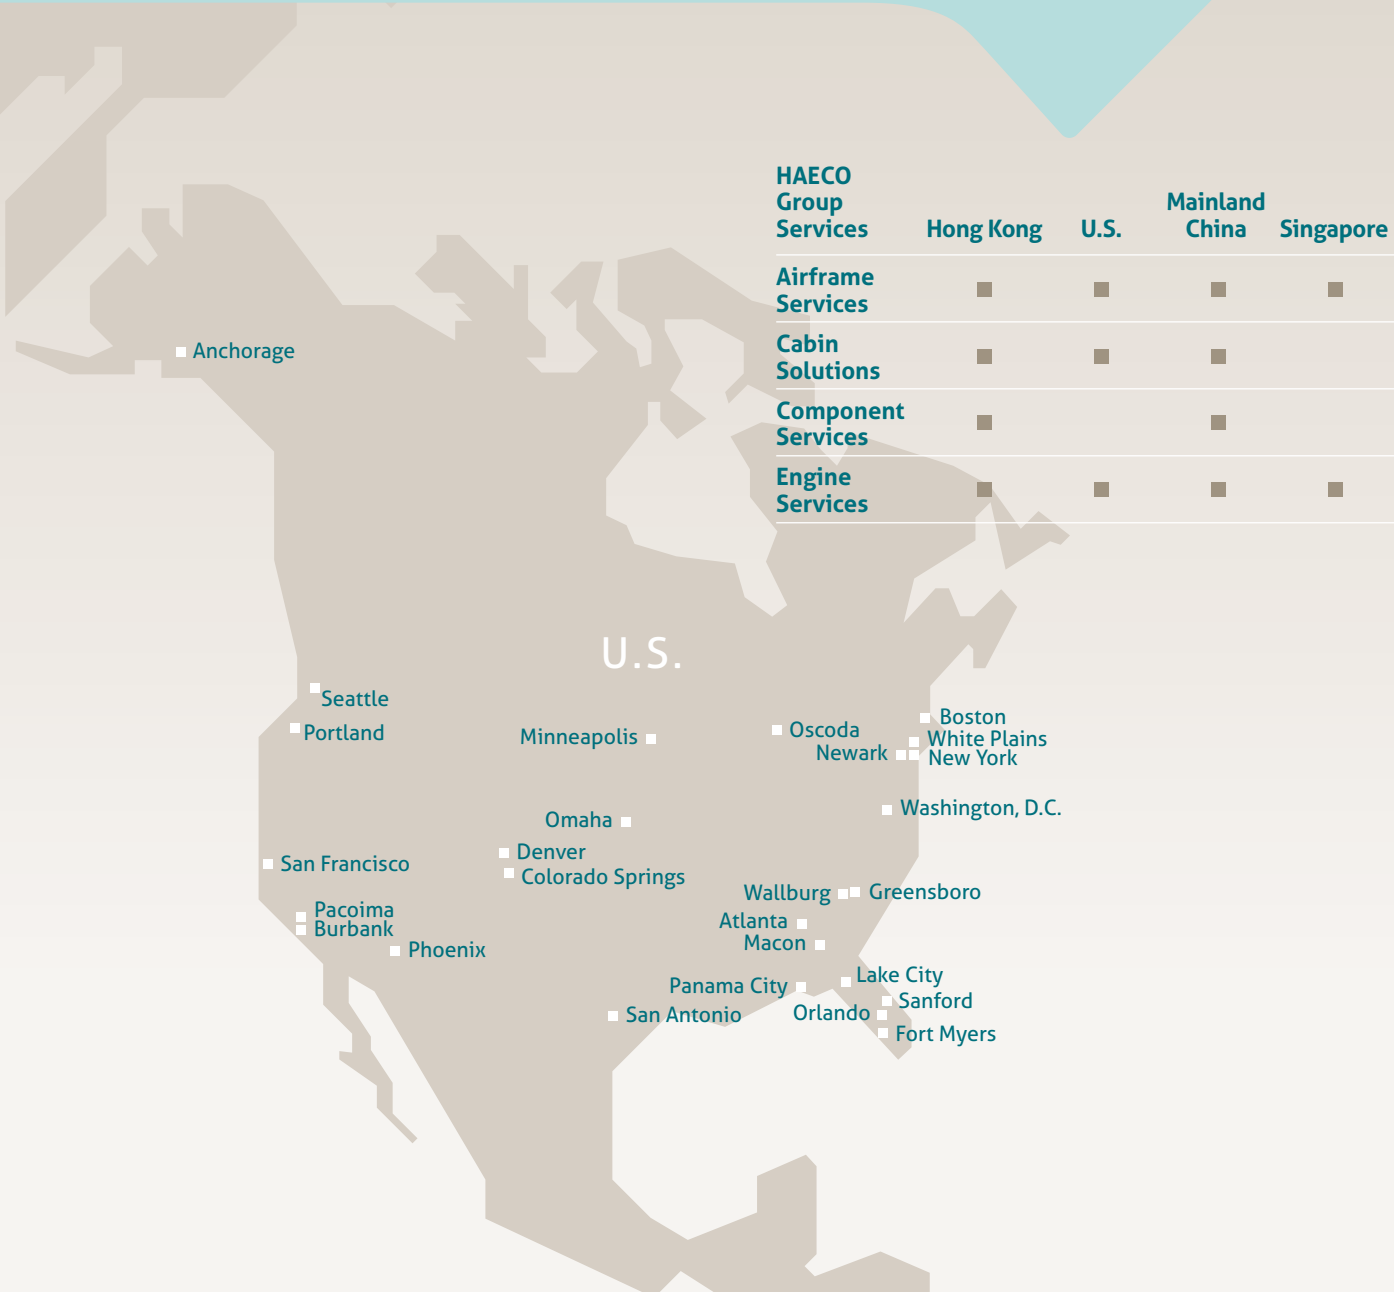 HAECO
Group
Services
Hong Kong
U.S.
Mainland
China
Singapore
Airframe
Services
Cabin
Solutions
Component
Services
Engine
Services
Anchorage
U.S.
Seattle
Portland
Minneapolis
Oscoda
Boston
White Plains
Newark
New York
Washington, D.C.
Omaha
Denver
Colorado Springs
San Francisco
Wallburg
Greensboro
Pacoima
Burbank
Atlanta
Macon
Phoenix
Lake City
Panama City
Sanford
San Antonio
Orlando
Fort Myers